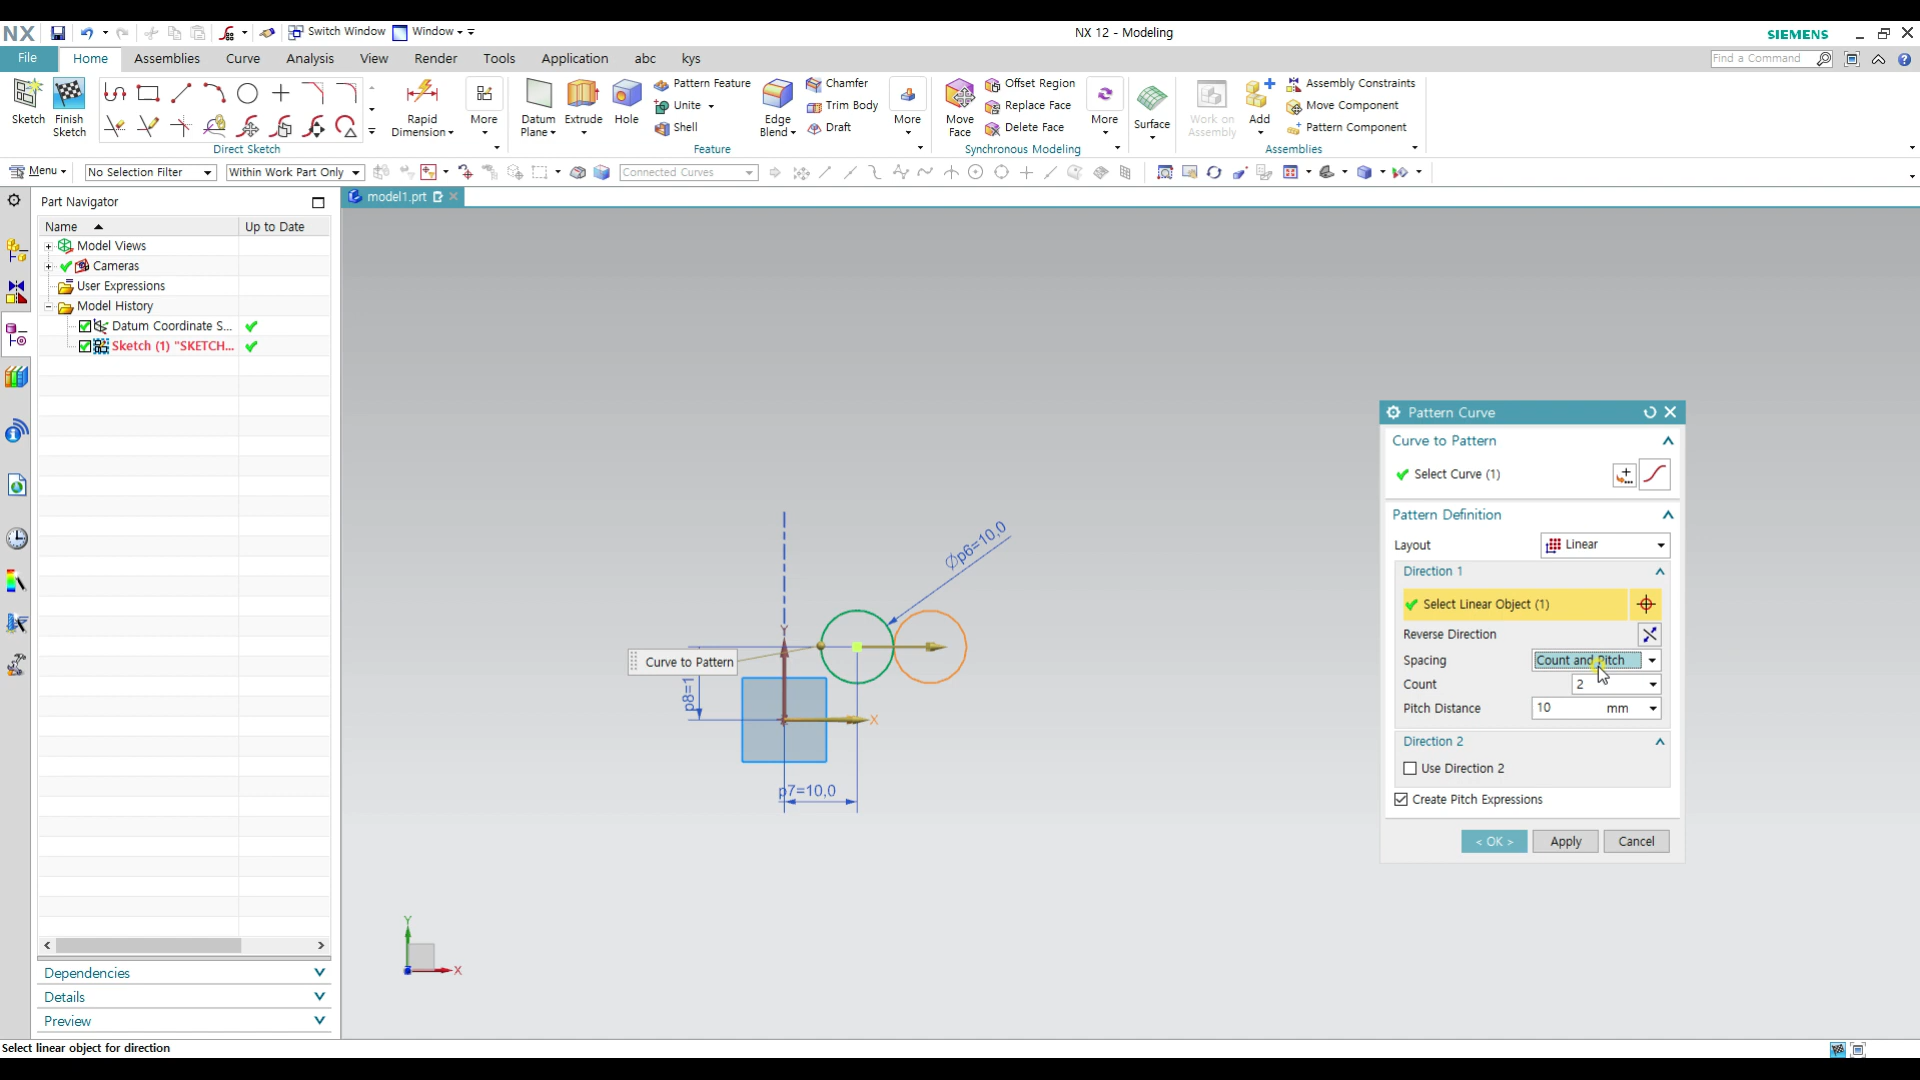 NX
Switch Window
Window
NX 12 - Modeling
SIEMENS
File
Home
Assemblies
Curve
Analysis
View
Render
Tools
Application
abc
kys
Find a Command
Sketch
Finish Sketch
Rapid Dimension
More
Direct Sketch
Datum Plane
Extrude
Hole
Pattern Feature
Unite
Shell
Edge Blend
Chamfer
Trim Body
Draft
More
Feature
Move Face
Offset Region
Replace Face
Delete Face
More
Synchronous Modeling
Surface
Work on Assembly
Add
Assembly Constraints
Move Component
Pattern Component
Assemblies
Menu
No Selection Filter
Within Work Part Only
Connected Curves
Part Navigator
model1.prt
Name
Up to Date
Model Views
Cameras
User Expressions
Model History
Datum Coordinate S...
Sketch (1) "SKETCH...
Dependencies
Details
Preview
Select linear object for direction
Øp6=10,0
Y
Curve to Pattern
p8=1
X
p7=10,0
Y
X
Pattern Curve
Curve to Pattern
Select Curve (1)
Pattern Definition
Layout
Linear
Direction 1
Select Linear Object (1)
Reverse Direction
Spacing
Count and Pitch
Count
2
Pitch Distance
10 mm
Direction 2
Use Direction 2
Create Pitch Expressions
< OK >
Apply
Cancel